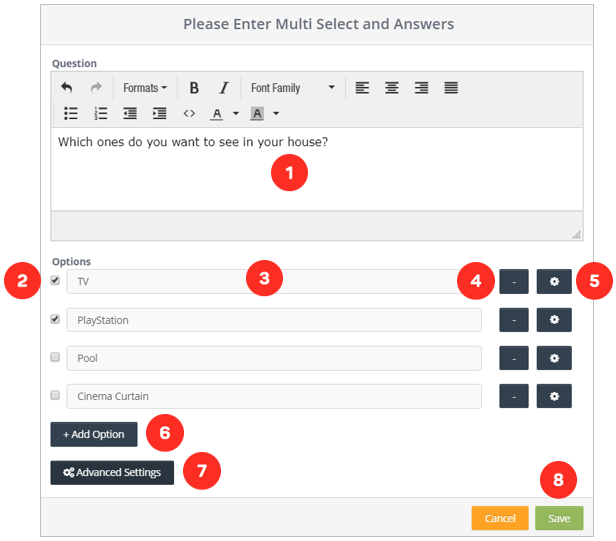 Please Enter Multi Select and Answers
Question
Formats B I Font Family
<> A A
Which ones do you want to see in your house?
1
Options
2 TV 3 4 - 5
PlayStation -
Pool -
Cinema Curtain -
+ Add Option 6
Advanced Settings 7
8
Cancel Save